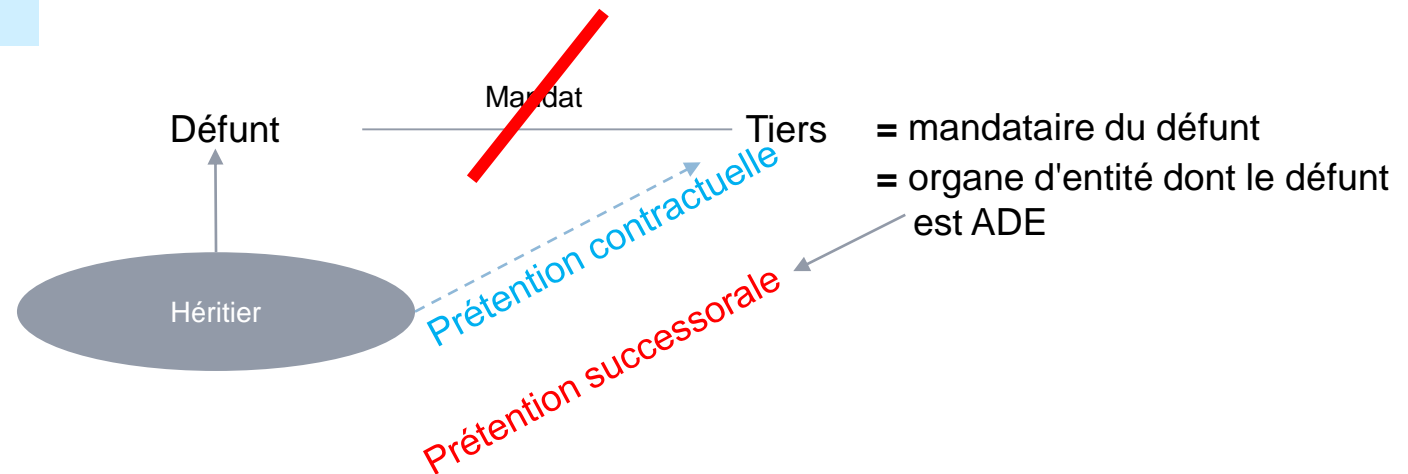 Mandat
Défunt
Tiers
= mandataire du défunt
= organe d'entité dont le défunt
est ADE
Prétention contractuelle
Héritier
Prétention successorale